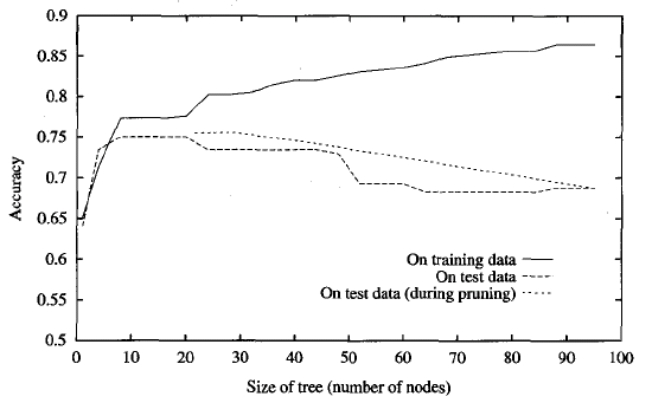 0.9
0.85
0.8
0.75
0.7
0.65
0.6
0.55
0.5
Accuracy
On training data
On test data
On test data (during pruning)
0 10 20 30 40 50 60 70 80 90 100
Size of tree (number of nodes)